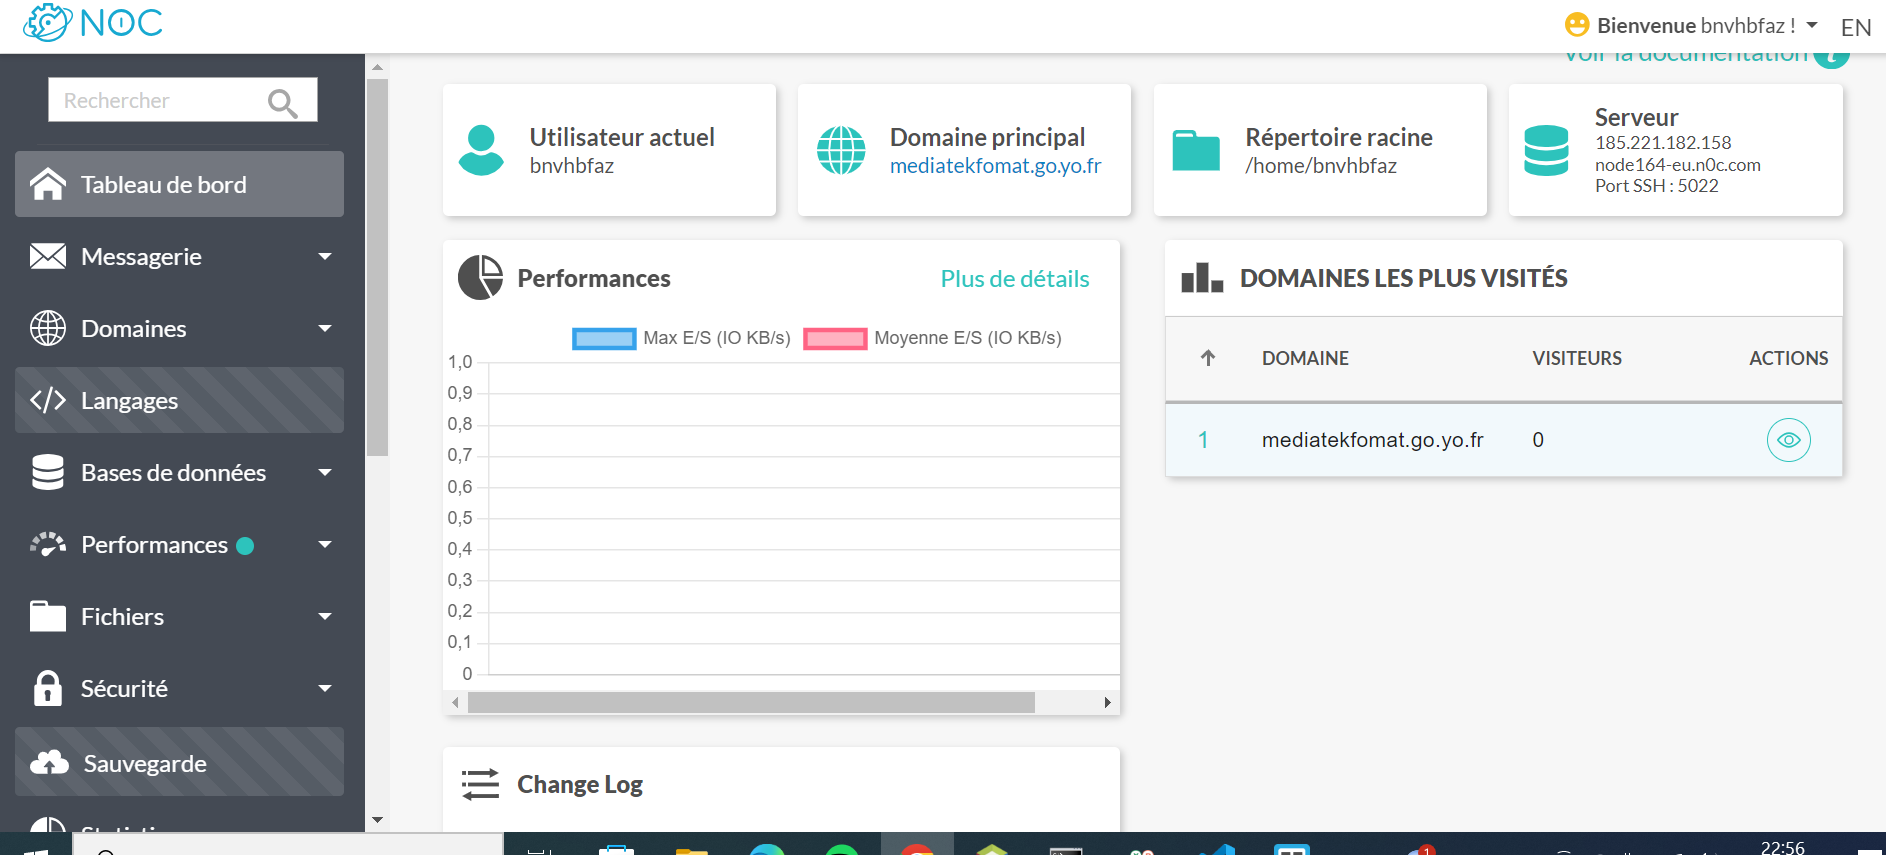 NOC
Bienvenue bnvhbfaz !
EN
Voir la documentation
Rechercher
Tableau de bord
Messagerie
Domaines
Langages
Bases de données
Performances
Fichiers
Sécurité
Sauvegarde
Utilisateur actuel
bnvhbfaz
Domaine principal
mediatekfomat.go.yo.fr
Répertoire racine
/home/bnvhbfaz
Serveur
185.221.182.158
node164-eu.n0c.com
Port SSH : 5022
Performances
Plus de détails
Max E/S (IO KB/s)
Moyenne E/S (IO KB/s)
1,0
0,9
0,8
0,7
0,6
0,5
0,4
0,3
0,2
0,1
0
DOMAINES LES PLUS VISITÉS
DOMAINE VISITEURS ACTIONS
1 mediatekfomat.go.yo.fr 0
Change Log
1
22:56